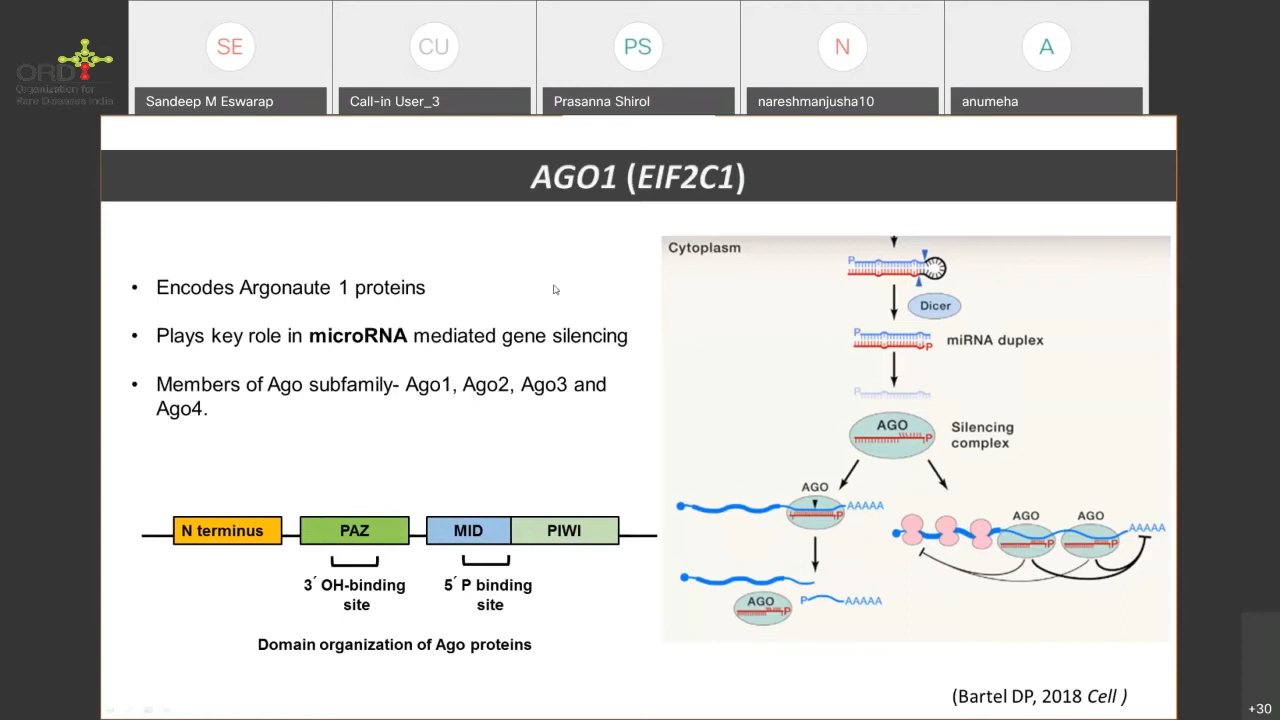 SE
CU
PS
N
A
ORDI
Organization for
Rare Diseases India
Sandeep M Eswarap
Call-in User_3
Prasanna Shirol
nareshmanjusha10
anumeha
AGO1 (EIF2C1)
• Encodes Argonaute 1 proteins
• Plays key role in microRNA mediated gene silencing
• Members of Ago subfamily- Ago1, Ago2, Ago3 and
Ago4.
N terminus
PAZ
MID
PIWI
3´ OH-binding
site
5´ P binding
site
Domain organization of Ago proteins
Cytoplasm
P
Dicer
P
P
miRNA duplex
P
AGO
P
Silencing
complex
AGO
P
AAAAA
AGO
P
P
AAAAA
AGO
P
AGO
P
AAAAA
(Bartel DP, 2018 Cell )
+30